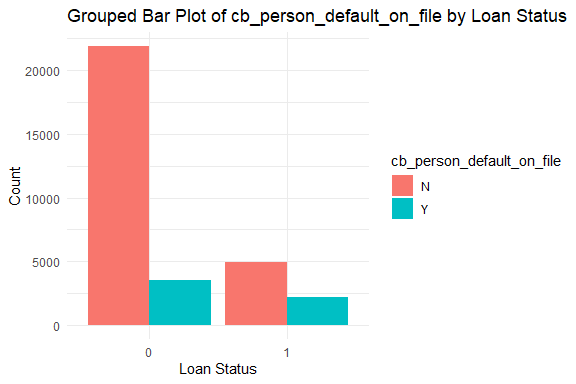 Grouped Bar Plot of cb_person_default_on_file by Loan Status
20000
15000
10000
5000
0
Count
0 1
Loan Status
cb_person_default_on_file
N
Y